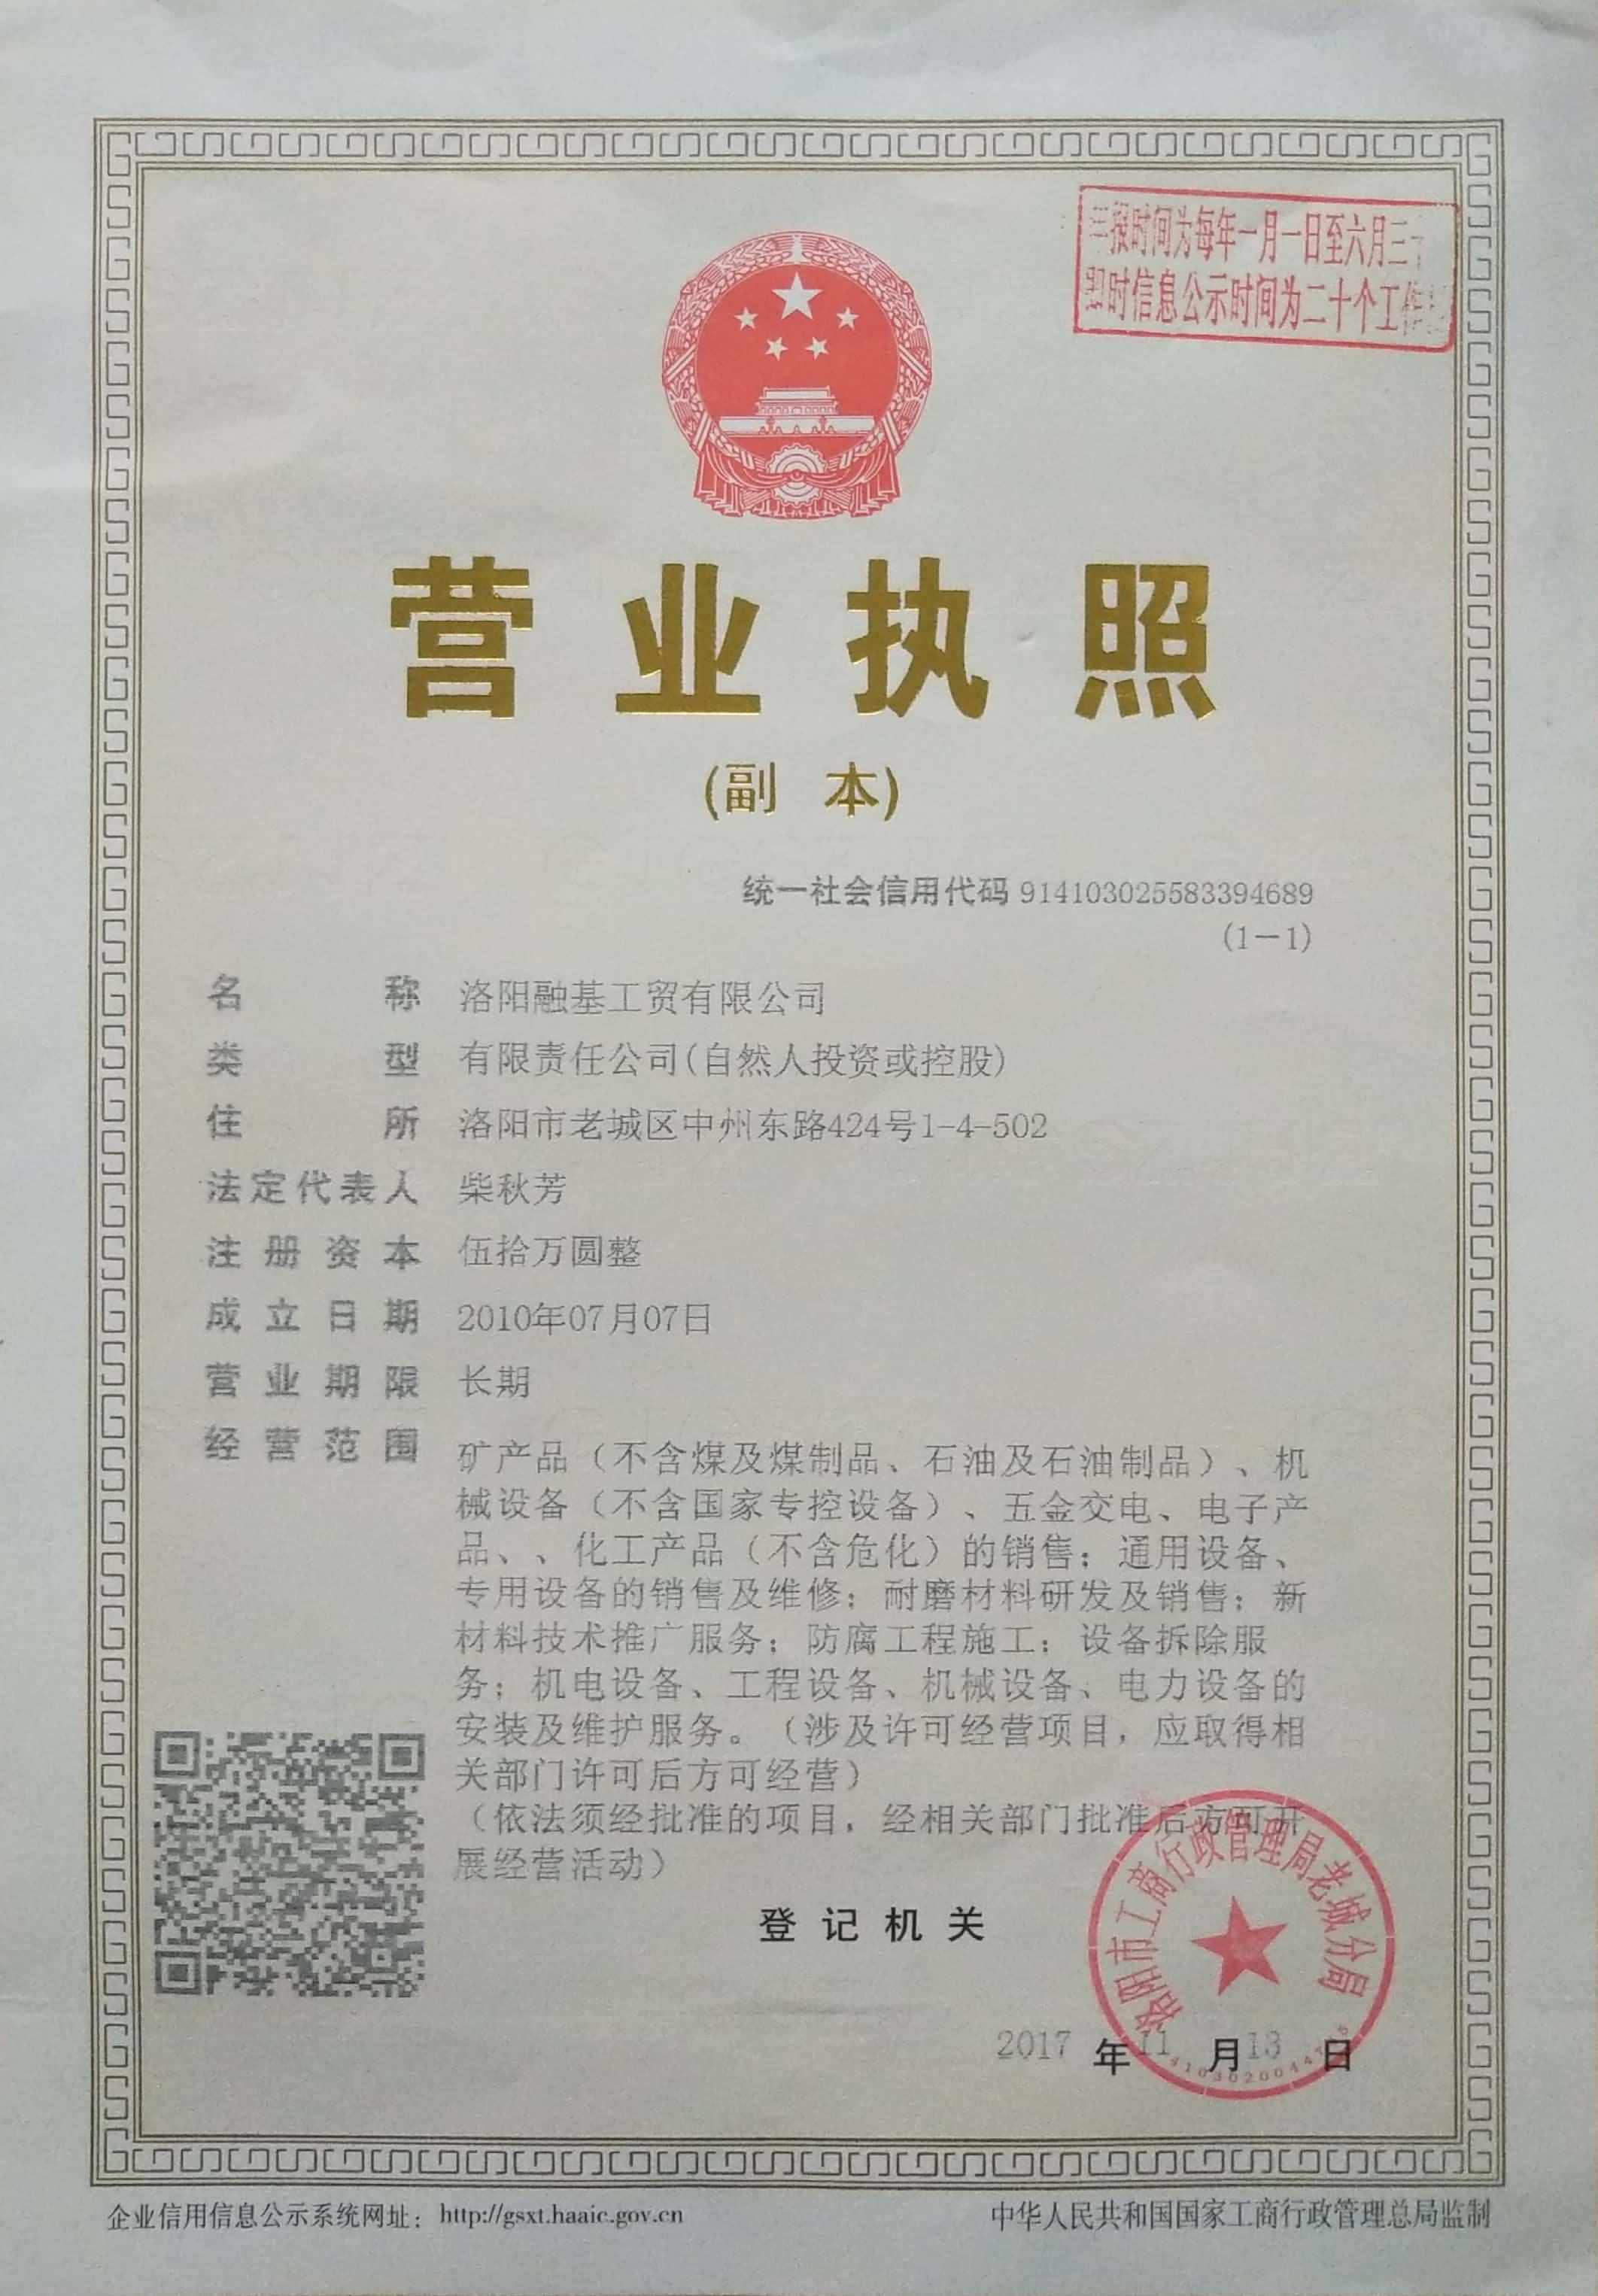 报时间为每年一月一日至六月三十
即时信息公示时间为二十个工作
营业执照
(副 本)
统一社会信用代码 914103025583394689
(1-1)
名 称 洛阳融基工贸有限公司
类 型 有限责任公司(自然人投资或控股)
住 所 洛阳市老城区中州东路424号1-4-502
法定代表人 柴秋芳
注册资本 伍拾万圆整
成立日期 2010年07月07日
营业期限 长期
经营范围 矿产品（不含煤及煤制品、石油及石油制品）、机
械设备（不含国家专控设备）、五金交电、电子产
品、、化工产品（不含危化）的销售；通用设备、
专用设备的销售及维修；耐磨材料研发及销售；新
材料技术推广服务；防腐工程施工；设备拆除服
务；机电设备、工程设备、机械设备、电力设备的
安装及维护服务。（涉及许可经营项目，应取得相
关部门许可后方可经营）
（依法须经批准的项目，经相关部门批准后方可开
展经营活动）
登记机关
洛阳市工商行政管理局老城分局
2017 年 11 月 13 日
企业信用信息公示系统网址：http://gsxt.haaic.gov.cn
中华人民共和国国家工商行政管理总局监制